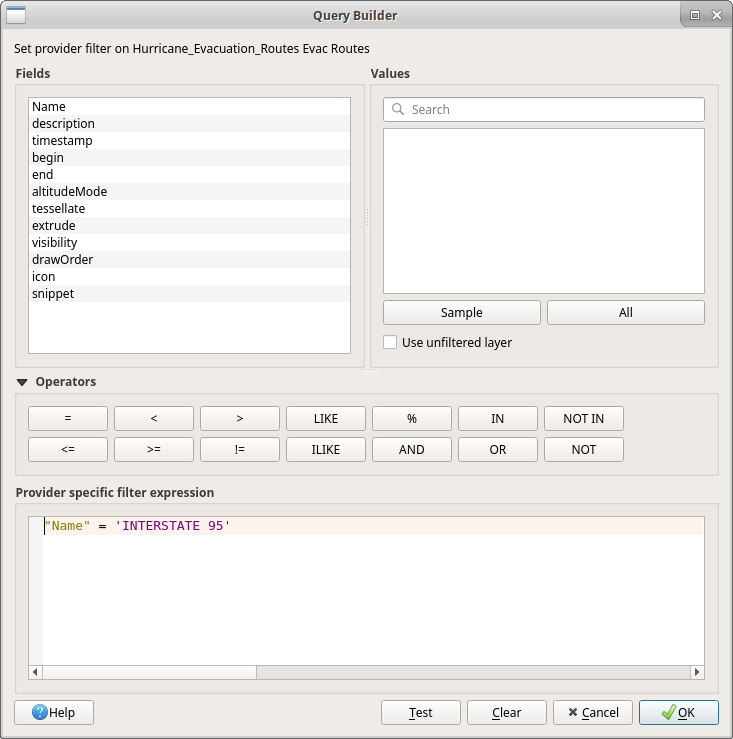 Query Builder
Set provider filter on Hurricane_Evacuation_Routes Evac Routes
Fields
Name
description
timestamp
begin
end
altitudeMode
tessellate
extrude
visibility
drawOrder
icon
snippet
Values
Search
Sample All
Use unfiltered layer
Operators
= < > LIKE % IN NOT IN
<= >= != ILIKE AND OR NOT
Provider specific filter expression
"Name" = 'INTERSTATE 95'
Help Test Clear Cancel OK